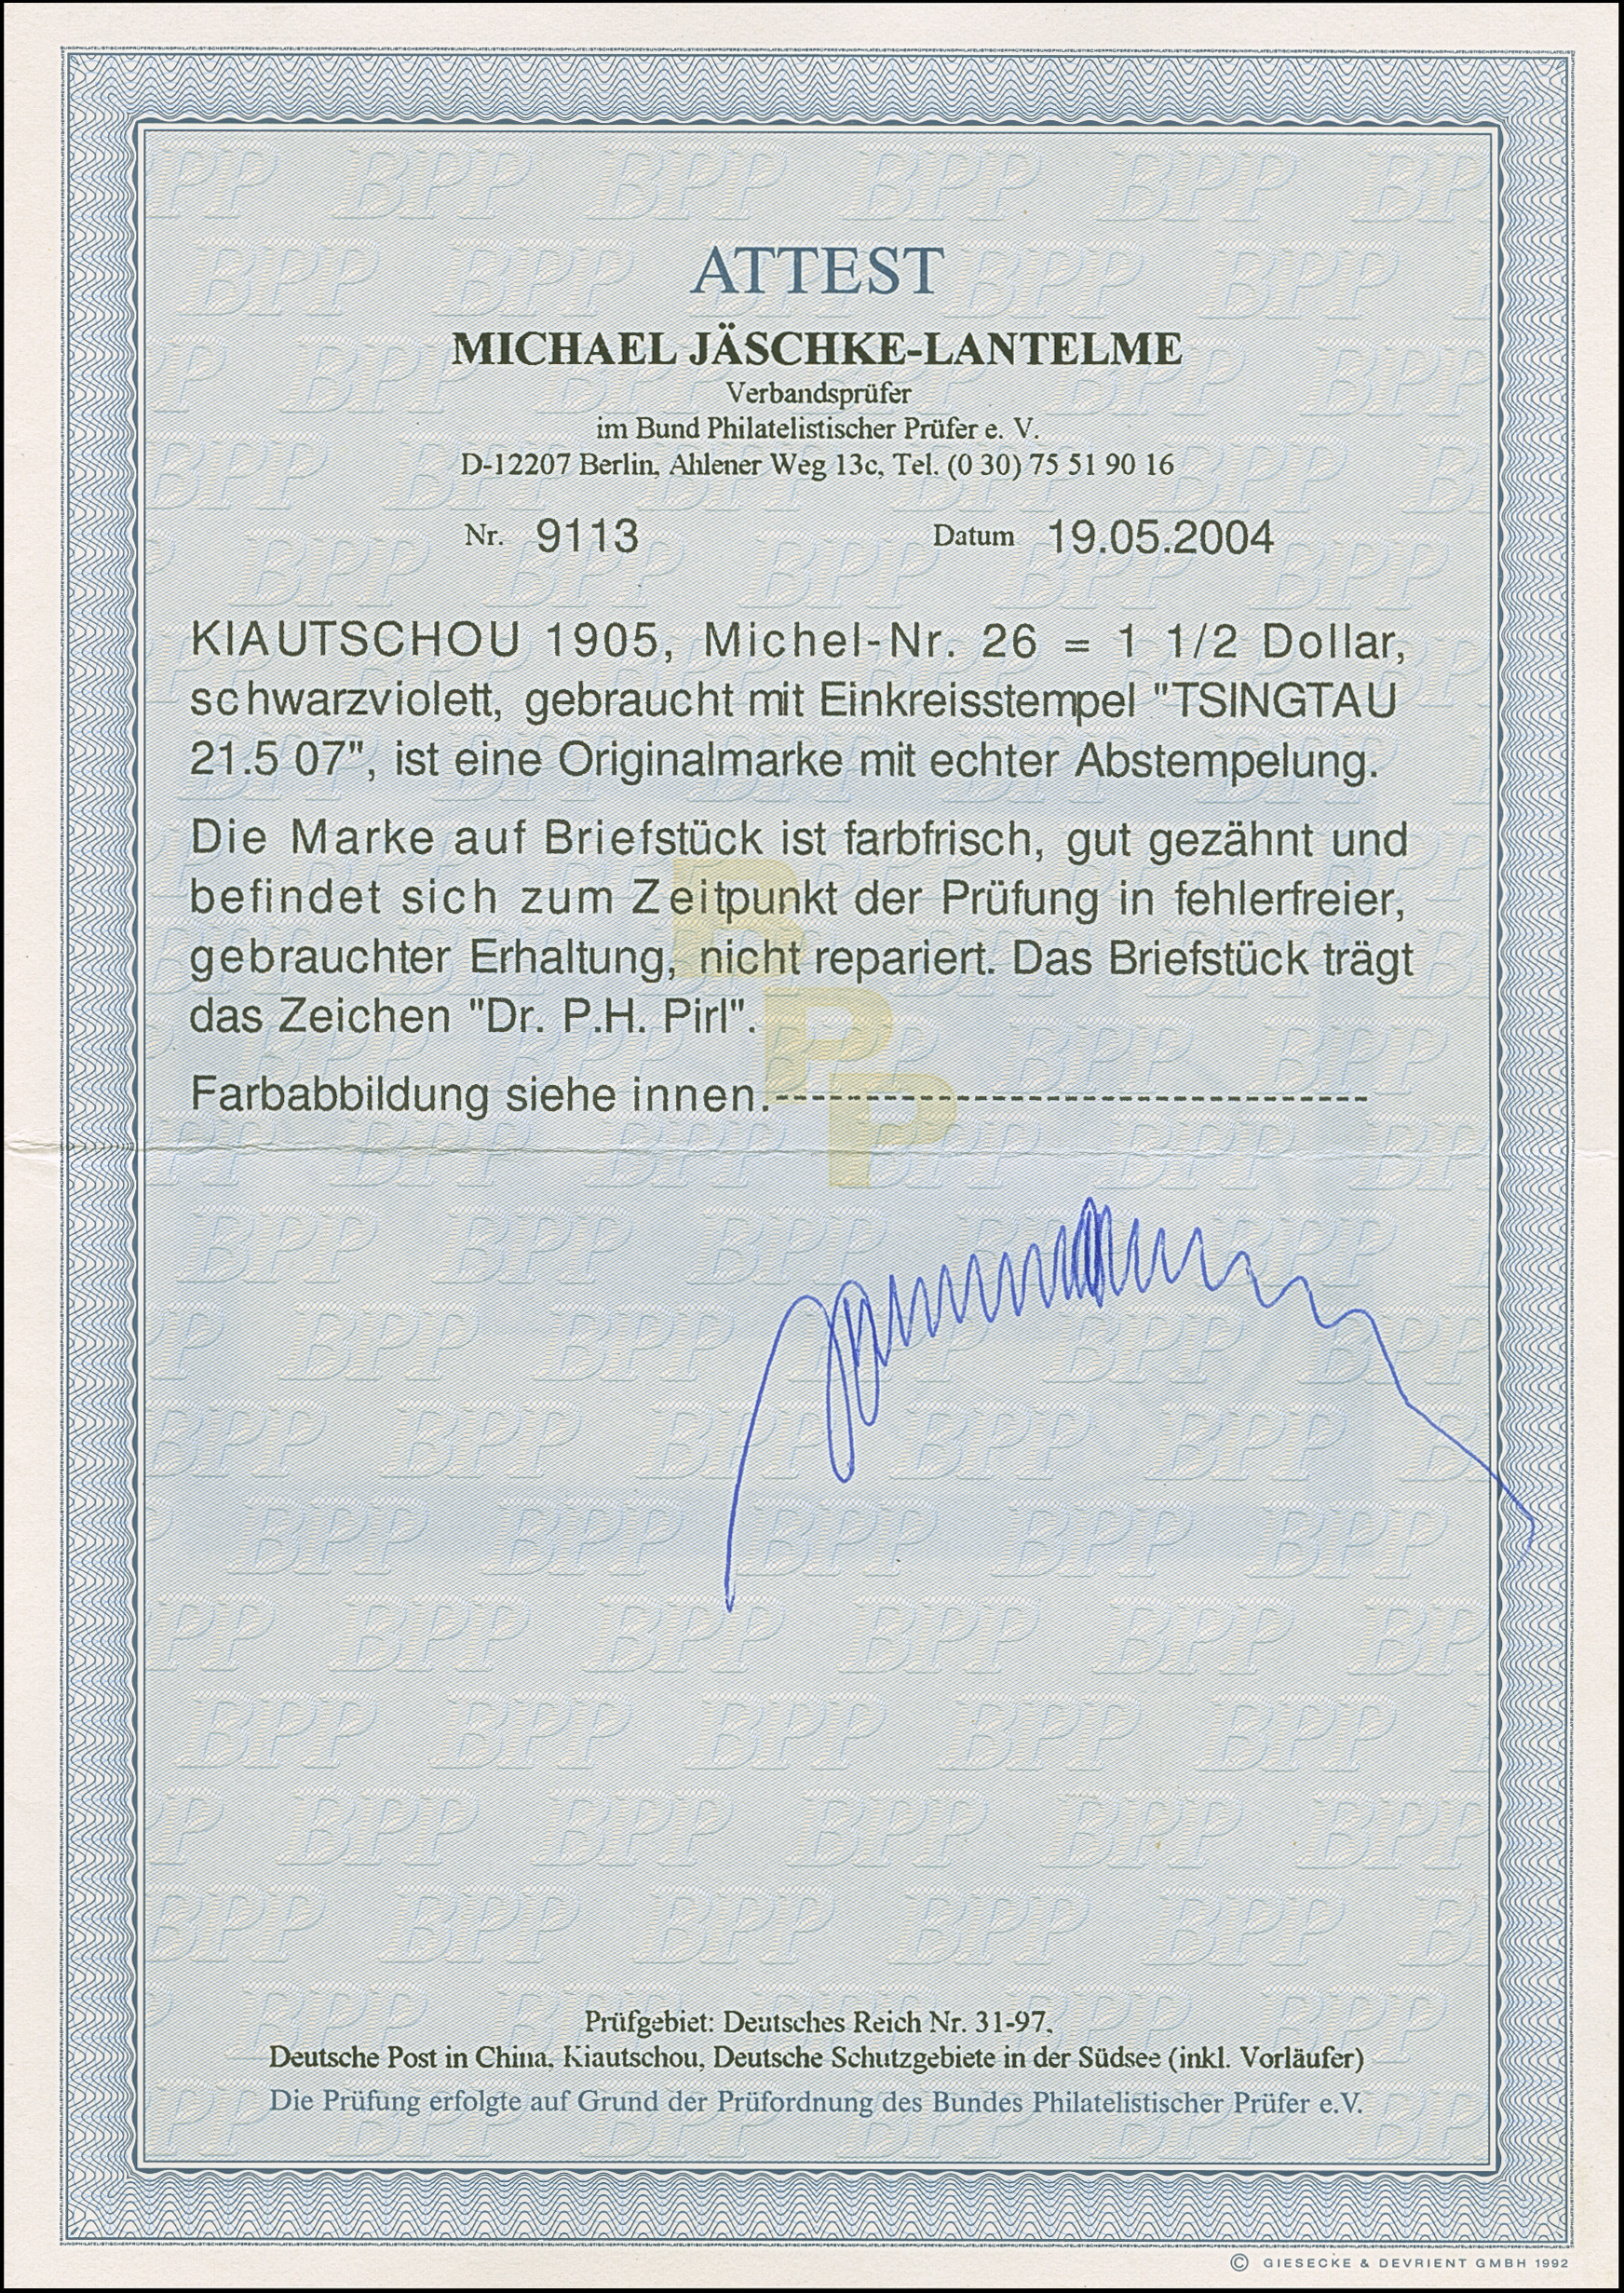 ATTEST
MICHAEL JÄSCHKE-LANTELME
Verbandsprüfer
im Bund Philatelistischer Prüfer e. V.
D-12207 Berlin, Ahlener Weg 13c, Tel. (0 30) 75 51 90 16
Nr. 9113 Datum 19.05.2004
KIAUTSCHOU 1905, Michel-Nr. 26 = 1 1/2 Dollar,
schwarzviolett, gebraucht mit Einkreisstempel "TSINGTAU
21.5 07", ist eine Originalmarke mit echter Abstempelung.
Die Marke auf Briefstück ist farbfrisch, gut gezähnt und
befindet sich zum Zeitpunkt der Prüfung in fehlerfreier,
gebrauchter Erhaltung, nicht repariert. Das Briefstück trägt
das Zeichen "Dr. P.H. Pirl".
Farbabbildung siehe innen.---------------------------------
BPP
Prüfgebiet: Deutsches Reich Nr. 31-97,
Deutsche Post in China, Kiautschou, Deutsche Schutzgebiete in der Südsee (inkl. Vorläufer)
Die Prüfung erfolgte auf Grund der Prüfordnung des Bundes Philatelistischer Prüfer e.V.
© GIESECKE & DEVRIENT GMBH 1992